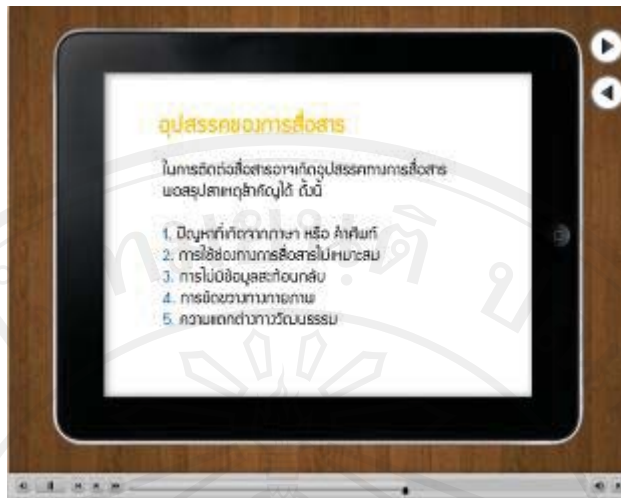 อุปสรรคของการสื่อสาร
ในการติดต่อสื่อสารอาจเกิดอุปสรรคทางการสื่อสาร
พอสรุปสาเหตุสำคัญได้ ดังนี้
1. ปัญหาที่เกิดจากภาษา หรือ คำศัพท์
2. การใช้ช่องทางการสื่อสารไม่เหมาะสม
3. การไม่มีข้อมูลสะท้อนกลับ
4. การขัดขวางทางกายภาพ
5. ความแตกต่างทางวัฒนธรรม